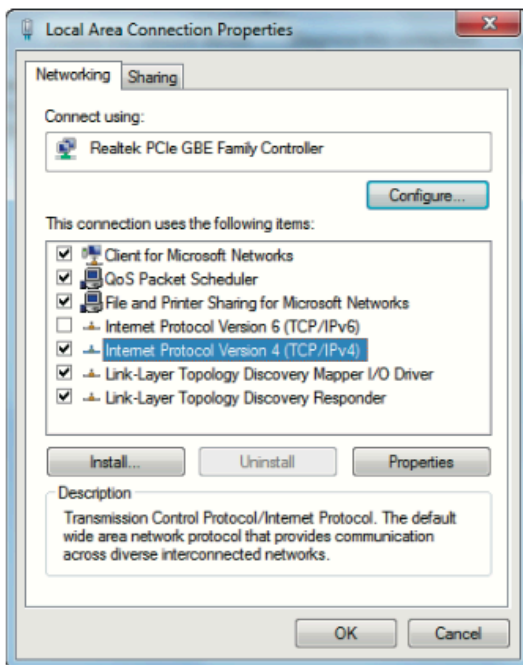 Local Area Connection Properties
Networking
Sharing
Connect using:
Realtek PCIe GBE Family Controller
Configure...
This connection uses the following items:
Client for Microsoft Networks
QoS Packet Scheduler
File and Printer Sharing for Microsoft Networks
Internet Protocol Version 6 (TCP/IPv6)
Internet Protocol Version 4 (TCP/IPv4)
Link-Layer Topology Discovery Mapper I/O Driver
Link-Layer Topology Discovery Responder
Install...
Uninstall
Properties
Description
Transmission Control Protocol/Internet Protocol. The default
wide area network protocol that provides communication
across diverse interconnected networks.
OK
Cancel